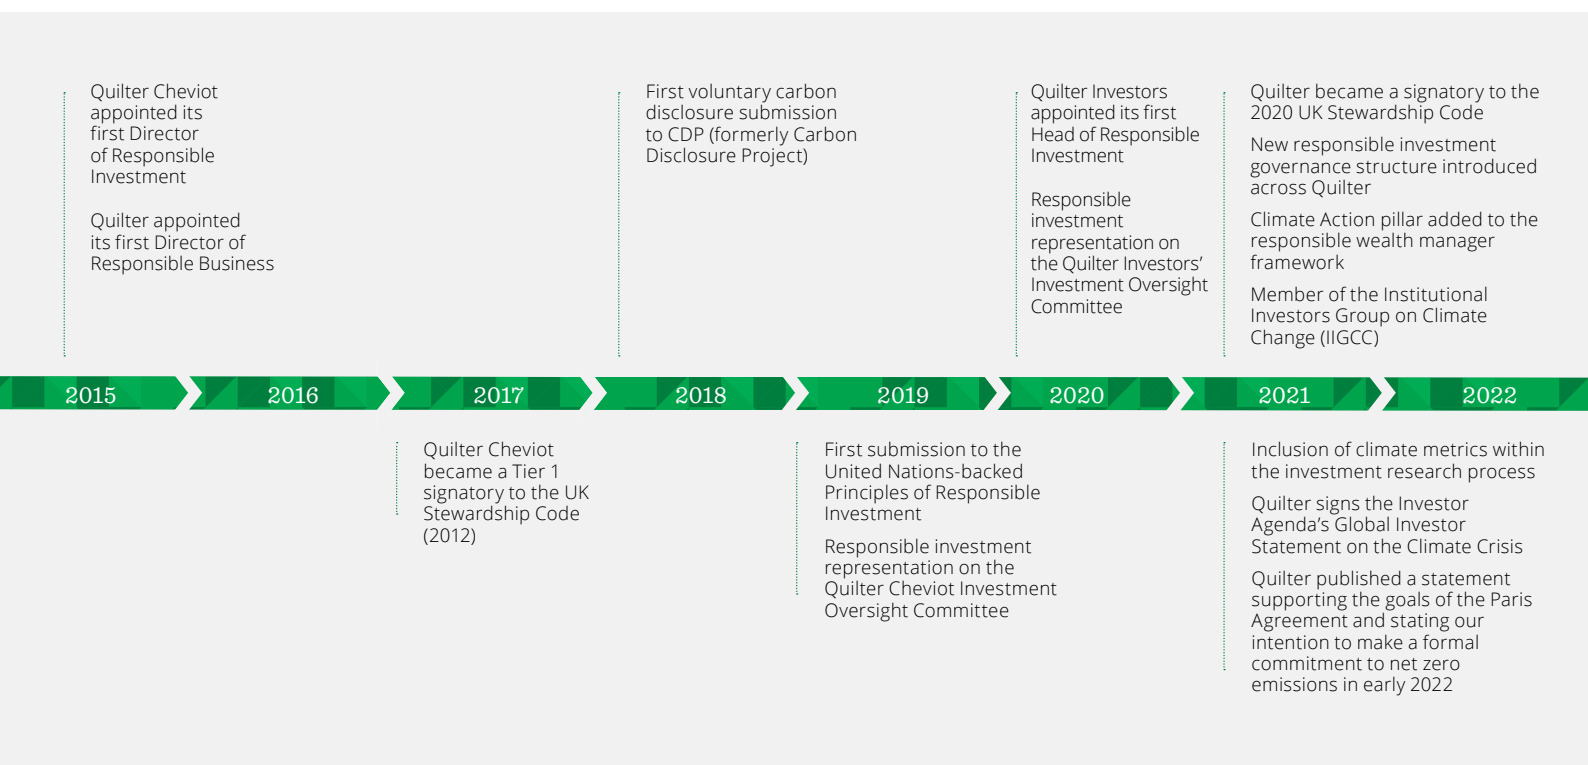 Quilter Cheviot
appointed its
first Director
of Responsible
Investment
Quilter appointed
its first Director of
Responsible Business
First voluntary carbon
disclosure submission
to CDP (formerly Carbon
Disclosure Project)
Quilter Investors
appointed its first
Head of Responsible
Investment
Responsible
investment
representation on
the Quilter Investors’
Investment Oversight
Committee
Quilter became a signatory to the
2020 UK Stewardship Code
New responsible investment
governance structure introduced
across Quilter
Climate Action pillar added to the
responsible wealth manager
framework
Member of the Institutional
Investors Group on Climate
Change (IIGCC)
2015
2016
2017
2018
2019
2020
2021
2022
Quilter Cheviot
became a Tier 1
signatory to the UK
Stewardship Code
(2012)
First submission to the
United Nations-backed
Principles of Responsible
Investment
Responsible investment
representation on the
Quilter Cheviot Investment
Oversight Committee
Inclusion of climate metrics within
the investment research process
Quilter signs the Investor
Agenda’s Global Investor
Statement on the Climate Crisis
Quilter published a statement
supporting the goals of the Paris
Agreement and stating our
intention to make a formal
commitment to net zero
emissions in early 2022